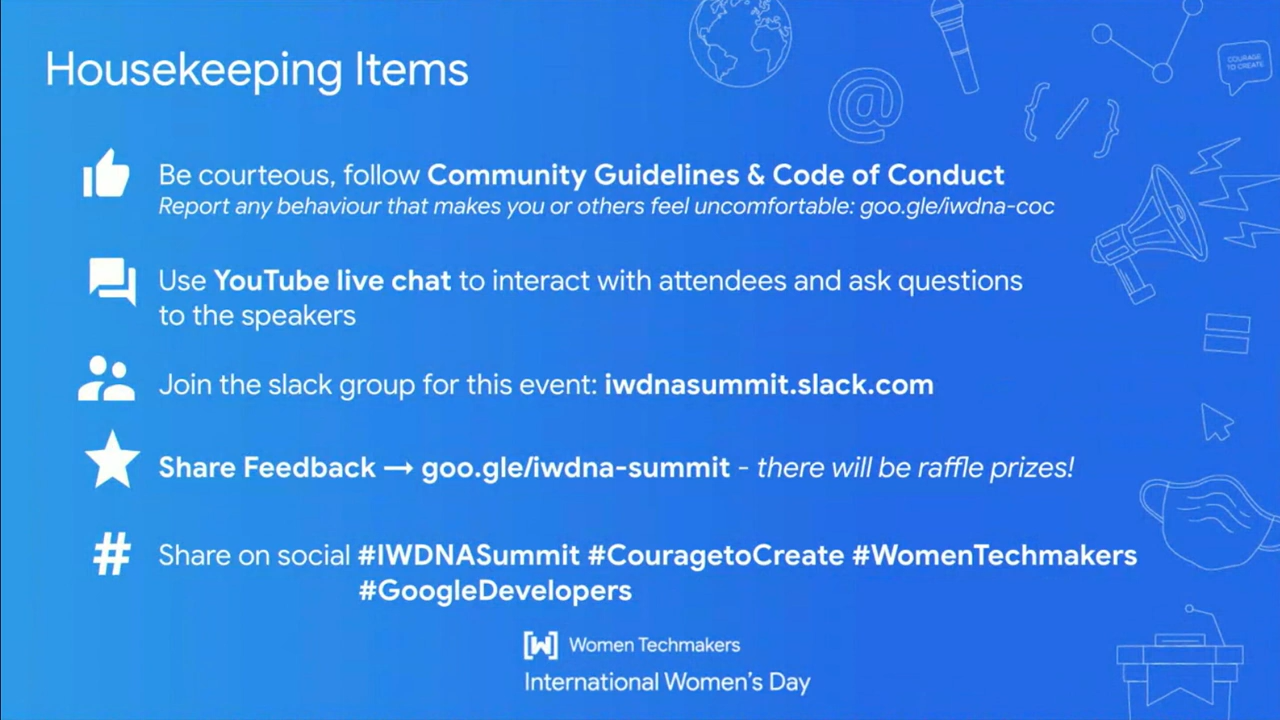 Housekeeping Items
COURAGE
TO CREATE
Be courteous, follow Community Guidelines & Code of Conduct
Report any behaviour that makes you or others feel uncomfortable: goo.gle/iwdna-coc
Use YouTube live chat to interact with attendees and ask questions
to the speakers
Join the slack group for this event: iwdnasummit.slack.com
Share Feedback → goo.gle/iwdna-summit - there will be raffle prizes!
# Share on social #IWDNASummit #CouragetoCreate #WomenTechmakers
#GoogleDevelopers
[W] Women Techmakers
International Women's Day